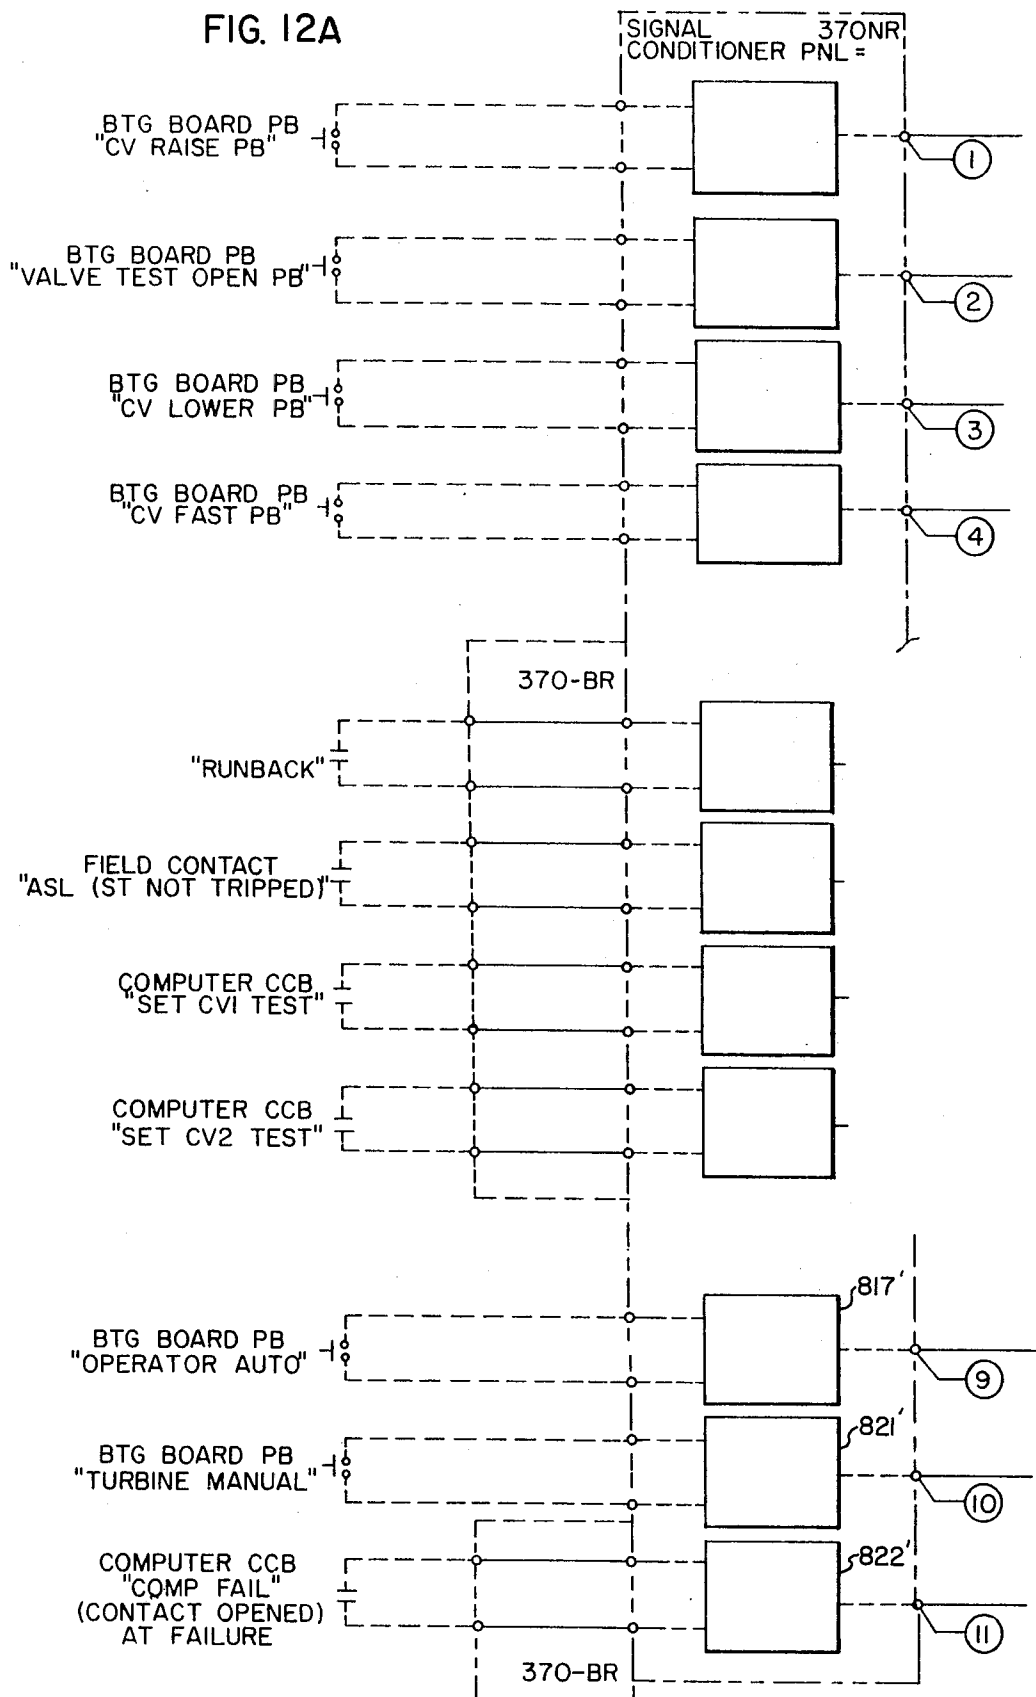 FIG. 12A
SIGNAL 370NR
CONDITIONER PNL =
BTG BOARD PB
"CV RAISE PB"
1
BTG BOARD PB
"VALVE TEST OPEN PB"
2
BTG BOARD PB
"CV LOWER PB"
3
BTG BOARD PB
"CV FAST PB"
4
370-BR
"RUNBACK"
FIELD CONTACT
"ASL (ST NOT TRIPPED)"
COMPUTER CCB
"SET CV1 TEST"
COMPUTER CCB
"SET CV2 TEST"
817'
BTG BOARD PB
"OPERATOR AUTO"
9
821'
BTG BOARD PB
"TURBINE MANUAL"
10
822'
COMPUTER CCB
"COMP FAIL"
(CONTACT OPENED)
AT FAILURE
11
370-BR